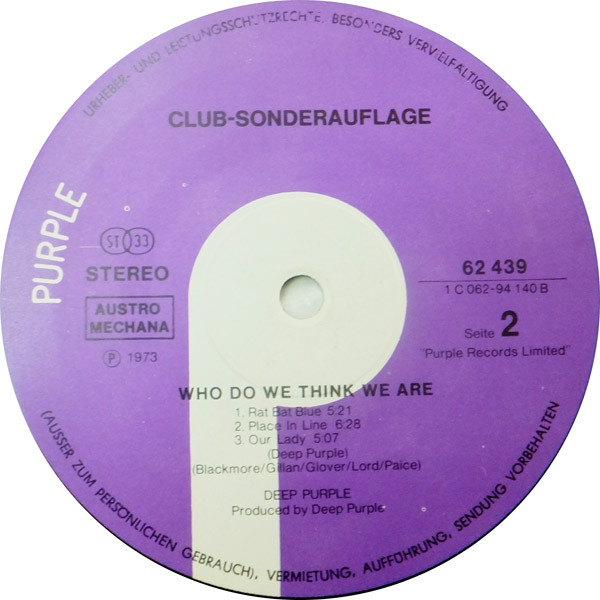 URHEBER- UND LEISTUNGSSCHUTZRECHTE, BESONDERS VERVIELFÄLTIGUNG
CLUB-SONDERAUFLAGE
PURPLE
ST 33
STEREO
AUSTRO
MECHANA
Ⓟ 1973
62 439
1 C 062-94 140 B
Seite 2
"Purple Records Limited"
WHO DO WE THINK WE ARE
1. Rat Bat Blue 5:21
2. Place In Line 6:28
3. Our Lady 5:07
(Deep Purple)
(Blackmore/Gillan/Glover/Lord/Paice)
DEEP PURPLE
Produced by Deep Purple
(AUSSER ZUM PERSÖNLICHEN GEBRAUCH), VERMIETUNG, AUFFÜHRUNG, SENDUNG VORBEHALTEN